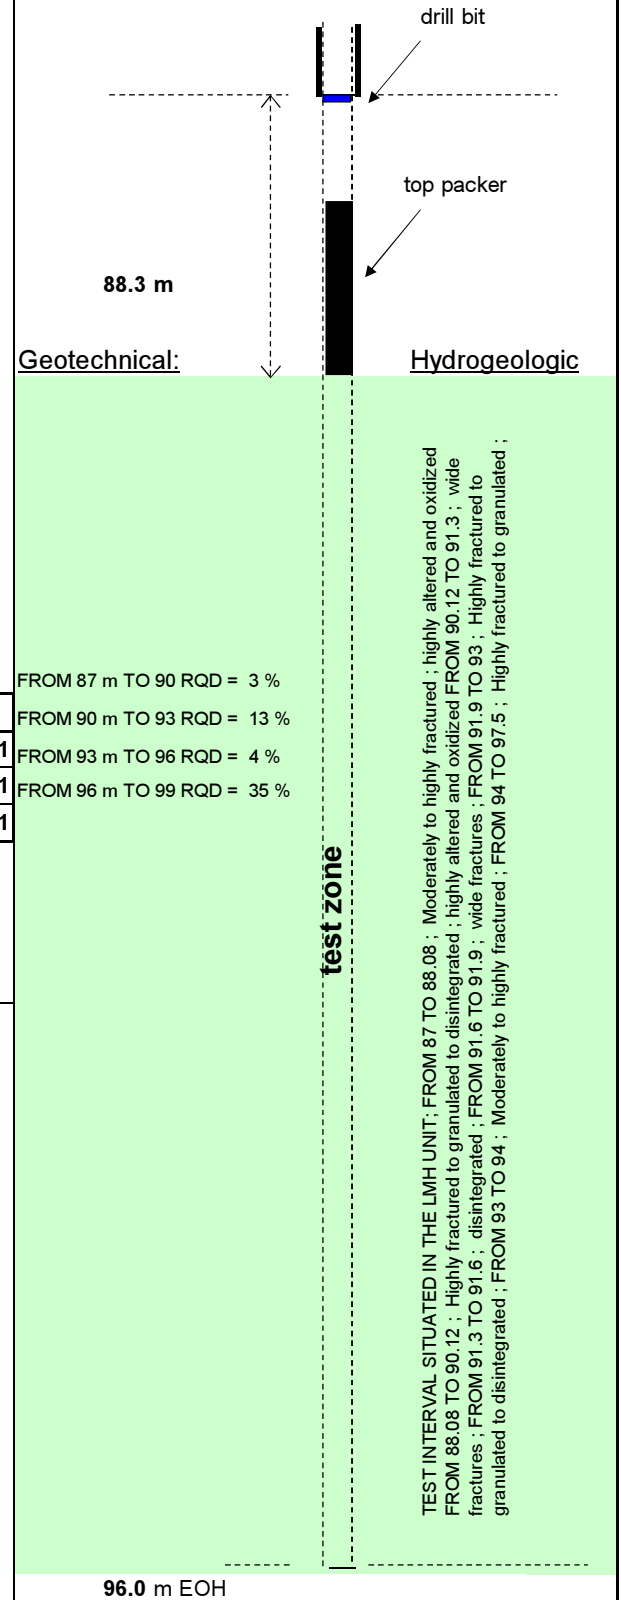 drill bit
top packer
88.3 m
Geotechnical:
Hydrogeologic
FROM 87 m TO 90 RQD = 3 %
1
FROM 90 m TO 93 RQD = 13 %
1
FROM 93 m TO 96 RQD = 4 %
1
FROM 96 m TO 99 RQD = 35 %
test zone
TEST INTERVAL SITUATED IN THE LMH UNIT; FROM 87 TO 88.08 ; Moderately to highly fractured ; highly altered and oxidized
FROM 88.08 TO 90.12 ; Highly fractured to granulated to disintegrated ; highly altered and oxidized FROM 90.12 TO 91.3 ; wide
fractures ; FROM 91.3 TO 91.6 ; disintegrated ; FROM 91.6 TO 91.9 ; wide fractures ; FROM 91.9 TO 93 ; Highly fractured to
granulated to disintegrated ; FROM 93 TO 94 ; Moderately to highly fractured ; FROM 94 TO 97.5 ; Highly fractured to granulated ;
96.0 m EOH